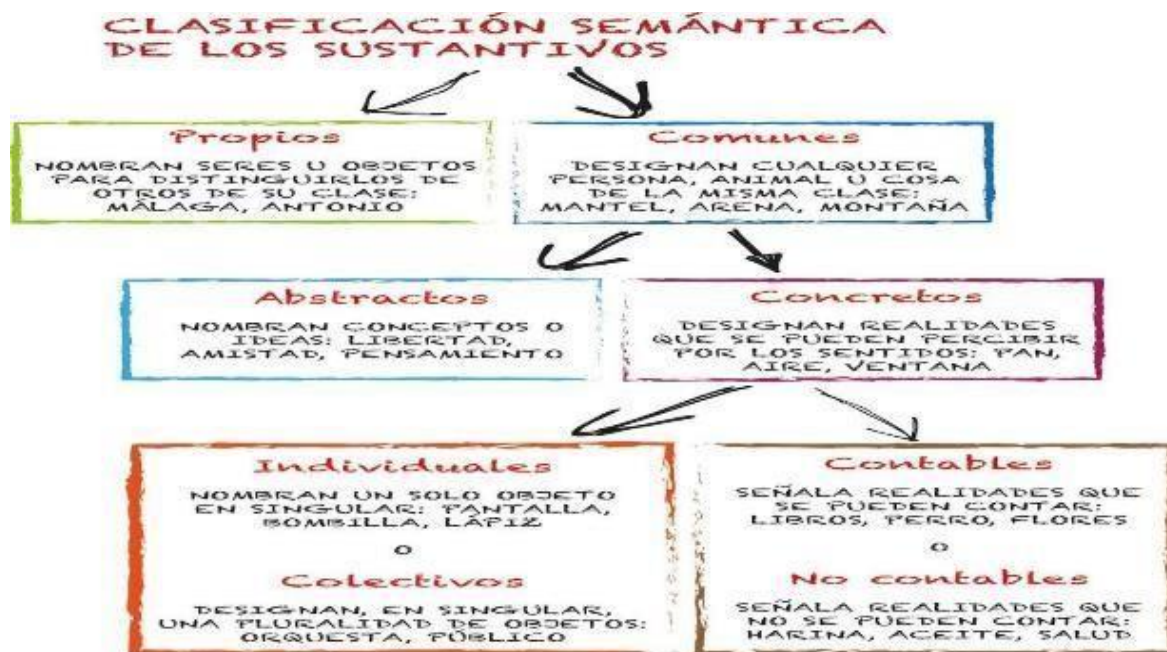 CLASIFICACIÓN SEMÁNTICA
DE LOS SUSTANTIVOS
Propios
NOMBRAN SERES U OBJETOS
PARA DISTINGUIRLOS DE
OTROS DE SU CLASE:
MÁLAGA, ANTONIO
Comunes
DESIGNAN CUALQUIER
PERSONA, ANIMAL U COSA
DE LA MISMA CLASE:
MANTEL, ARENA, MONTAÑA
Abstractos
NOMBRAN CONCEPTOS O
IDEAS: LIBERTAD,
AMISTAD, PENSAMIENTO
Concretos
DESIGNAN REALIDADES
QUE SE PUEDEN PERCIBIR
POR LOS SENTIDOS: PAN,
AIRE, VENTANA
Individuales
NOMBRAN UN SOLO OBJETO
EN SINGULAR: PANTALLA,
BOMBILLA, LÁPIZ
O
Colectivos
DESIGNAN, EN SINGULAR,
UNA PLURALIDAD DE OBJETOS:
ORQUESTA, PÚBLICO
Contables
SEÑALA REALIDADES QUE
SE PUEDEN CONTAR:
LIBROS, PERRO, FLORES
O
No contables
SEÑALA REALIDADES QUE
NO SE PUEDEN CONTAR:
HARINA, ACEITE, SALUD